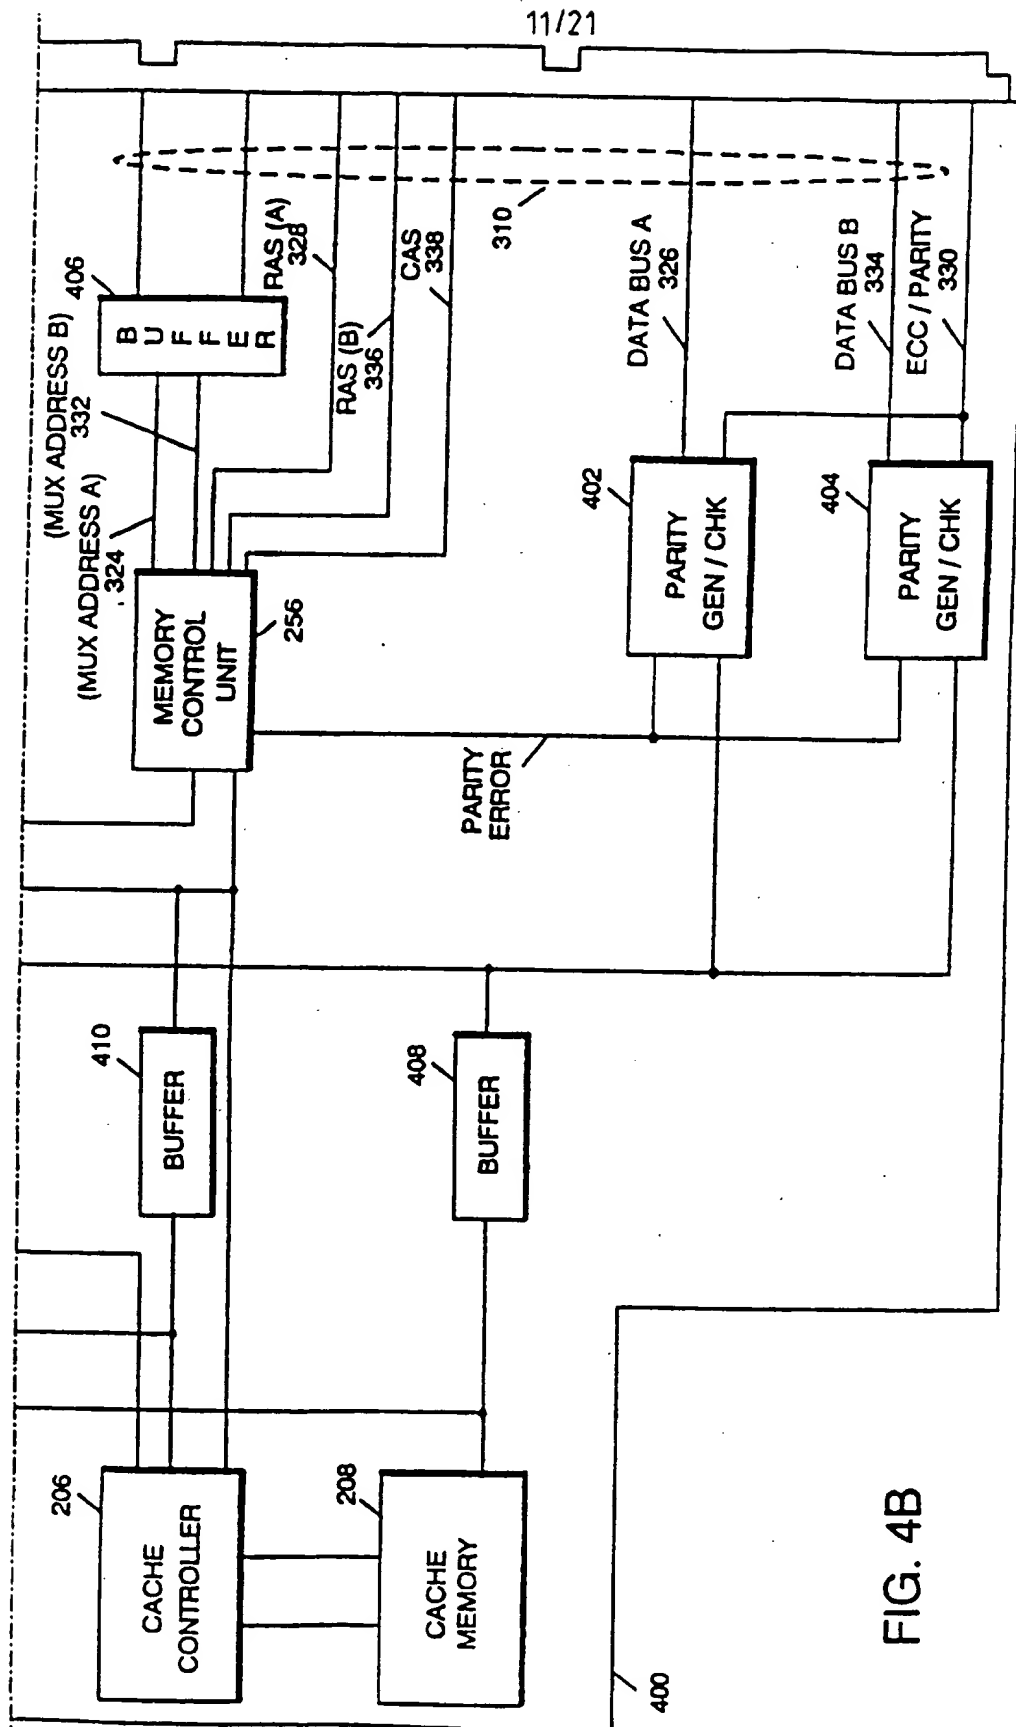 11/21
(MUX ADDRESS B)
332
(MUX ADDRESS A)
324
406
BUFFER
RAS (A)
328
RAS (B)
336
CAS
338
310
MEMORY
CONTROL
UNIT
256
DATA BUS A
326
DATA BUS B
334
ECC / PARITY
330
402
PARITY
GEN / CHK
404
PARITY
GEN / CHK
PARITY
ERROR
410
BUFFER
408
BUFFER
206
CACHE
CONTROLLER
208
CACHE
MEMORY
400
FIG. 4B